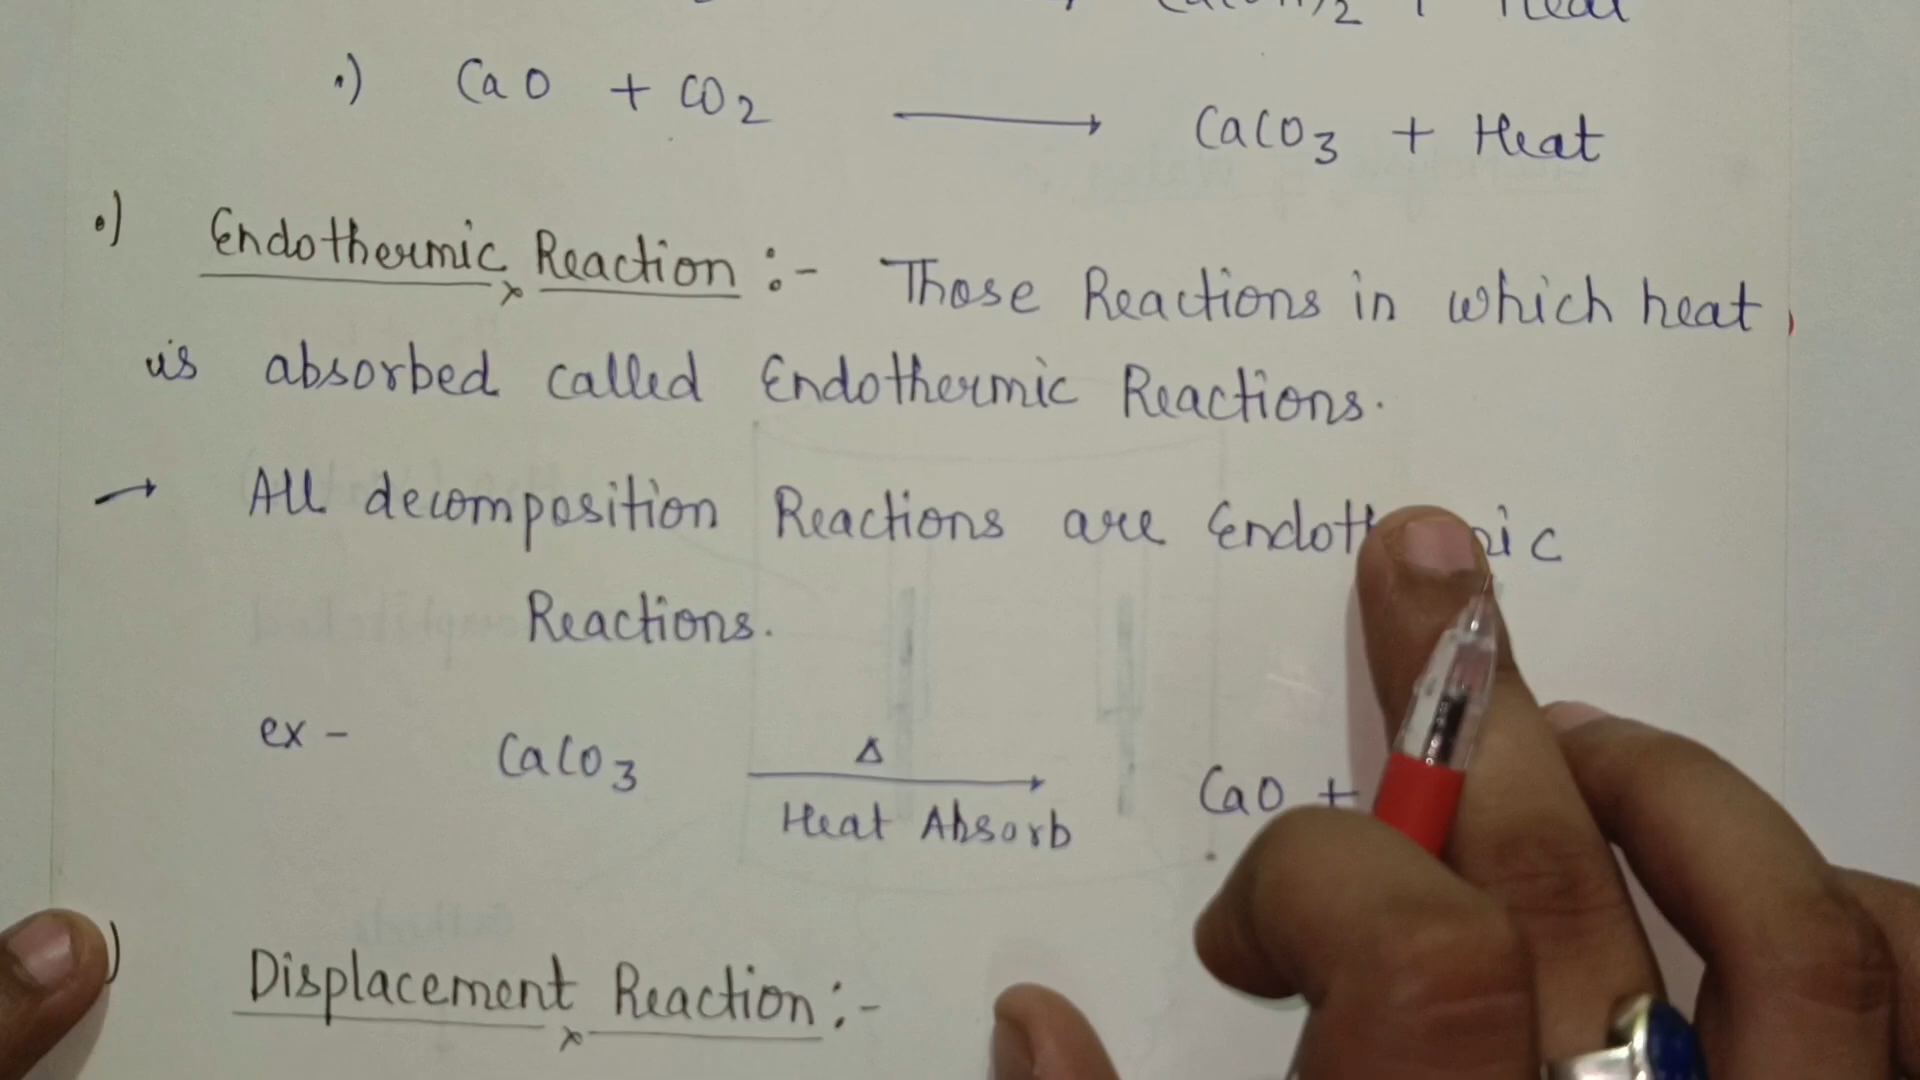 + Heat
•) CaO + CO2 ⟶ CaCO3 + Heat
•) Endothermic Reaction :- Those Reactions in which heat
is absorbed called Endothermic Reactions.
→ All decomposition Reactions are
Reactions.
ex - CaCO3 Δ ⟶ CaO +
Heat Absorb
) Displacement Reaction :-